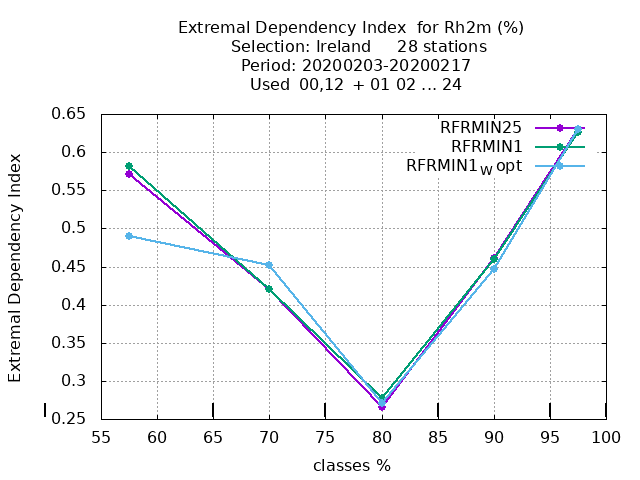 Extremal Dependency Index  for Rh2m (%)
Selection: Ireland     28 stations
Period: 20200203-20200217
Used  00,12  + 01 02 ... 24
RFRMIN25
RFRMIN1
RFRMIN1W opt
Extremal Dependency Index
0.65
0.6
0.55
0.5
0.45
0.4
0.35
0.3
0.25
55 60 65 70 75 80 85 90 95 100
classes %